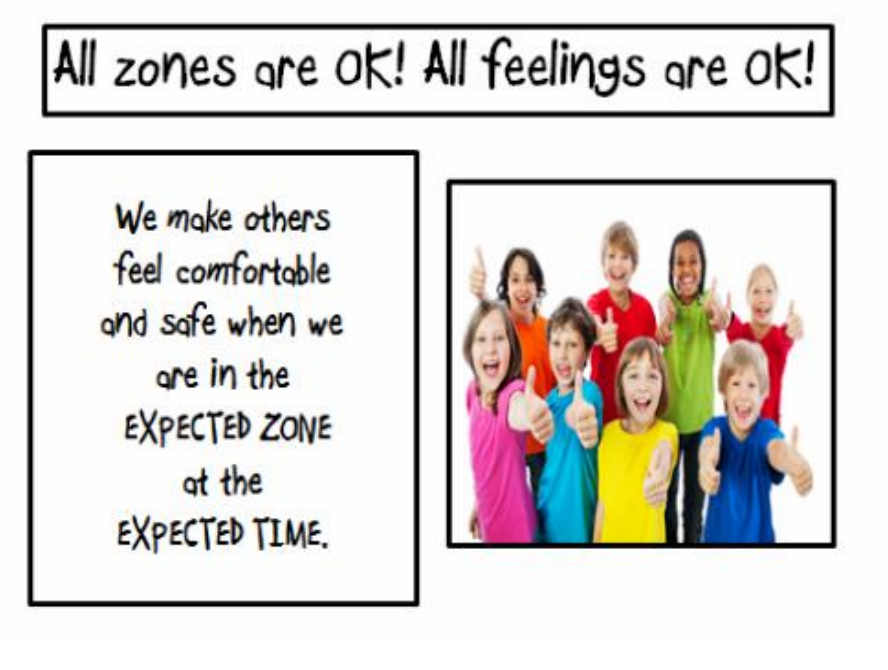 All zones are OK! All feelings are OK!
We make others
feel comfortable
and safe when we
are in the
EXPECTED ZONE
at the
EXPECTED TIME.